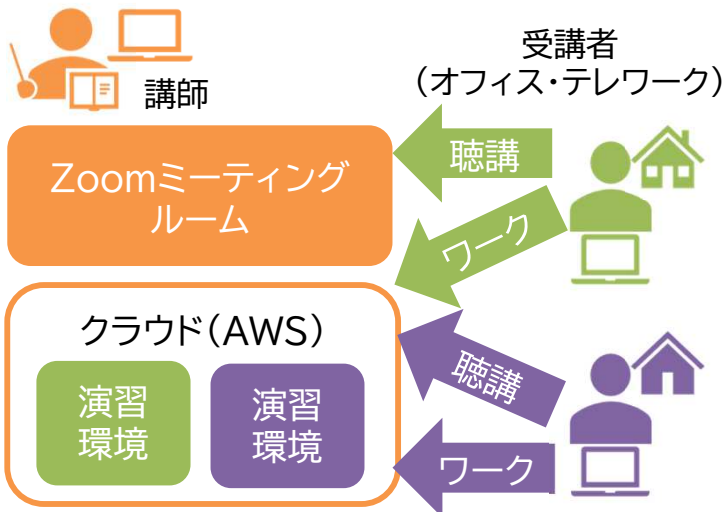 講師
受講者
(オフィス・テレワーク)
Zoomミーティング
ルーム
聴講
ワーク
クラウド(AWS)
演習
環境
演習
環境
聴講
ワーク